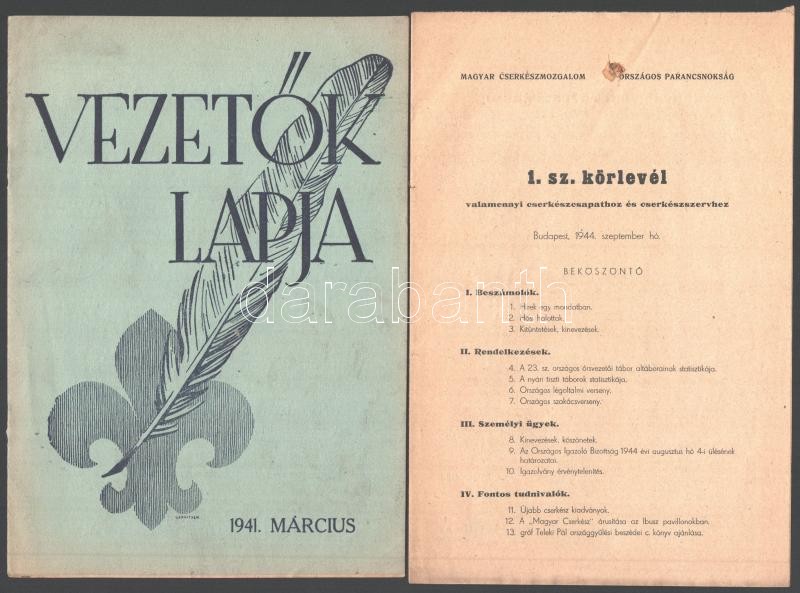 VEZETŐK
LAPJA
1941. MÁRCIUS
MAGYAR CSERKÉSZMOZGALOM ORSZÁGOS PARANCSNOKSÁG
1. sz. körlevél
valamennyi cserkészcsapathoz és cserkészszervhez
Budapest, 1944. szeptember hó.
BEKÖSZÖNTŐ
I. Beszámolók.
1. Hírek egy mondatban.
2. Hősi halottak.
3. Kitüntetések, kinevezések.
II. Rendelkezések.
4. A 23. sz. országos őrsvezetői tábor altáborainak statisztikája.
5. A nyári tiszti táborok statisztikája.
6. Országos légoltalmi verseny.
7. Országos szakácsverseny.
III. Személyi ügyek.
8. Kinevezések, köszönetek.
9. Az Országos Igazoló Bizottság 1944 évi augusztus hó 4-i ülésének
határozatai.
10. Igazolvány érvénytelenítés.
IV. Fontos tudnivalók.
11. Újabb cserkész kiadványok.
12. A „Magyar Cserkész” árusítása az Ibusz pavillonokban.
13. gróf Teleki Pál országgyűlési beszédei c. könyv ajánlása.
darabanth